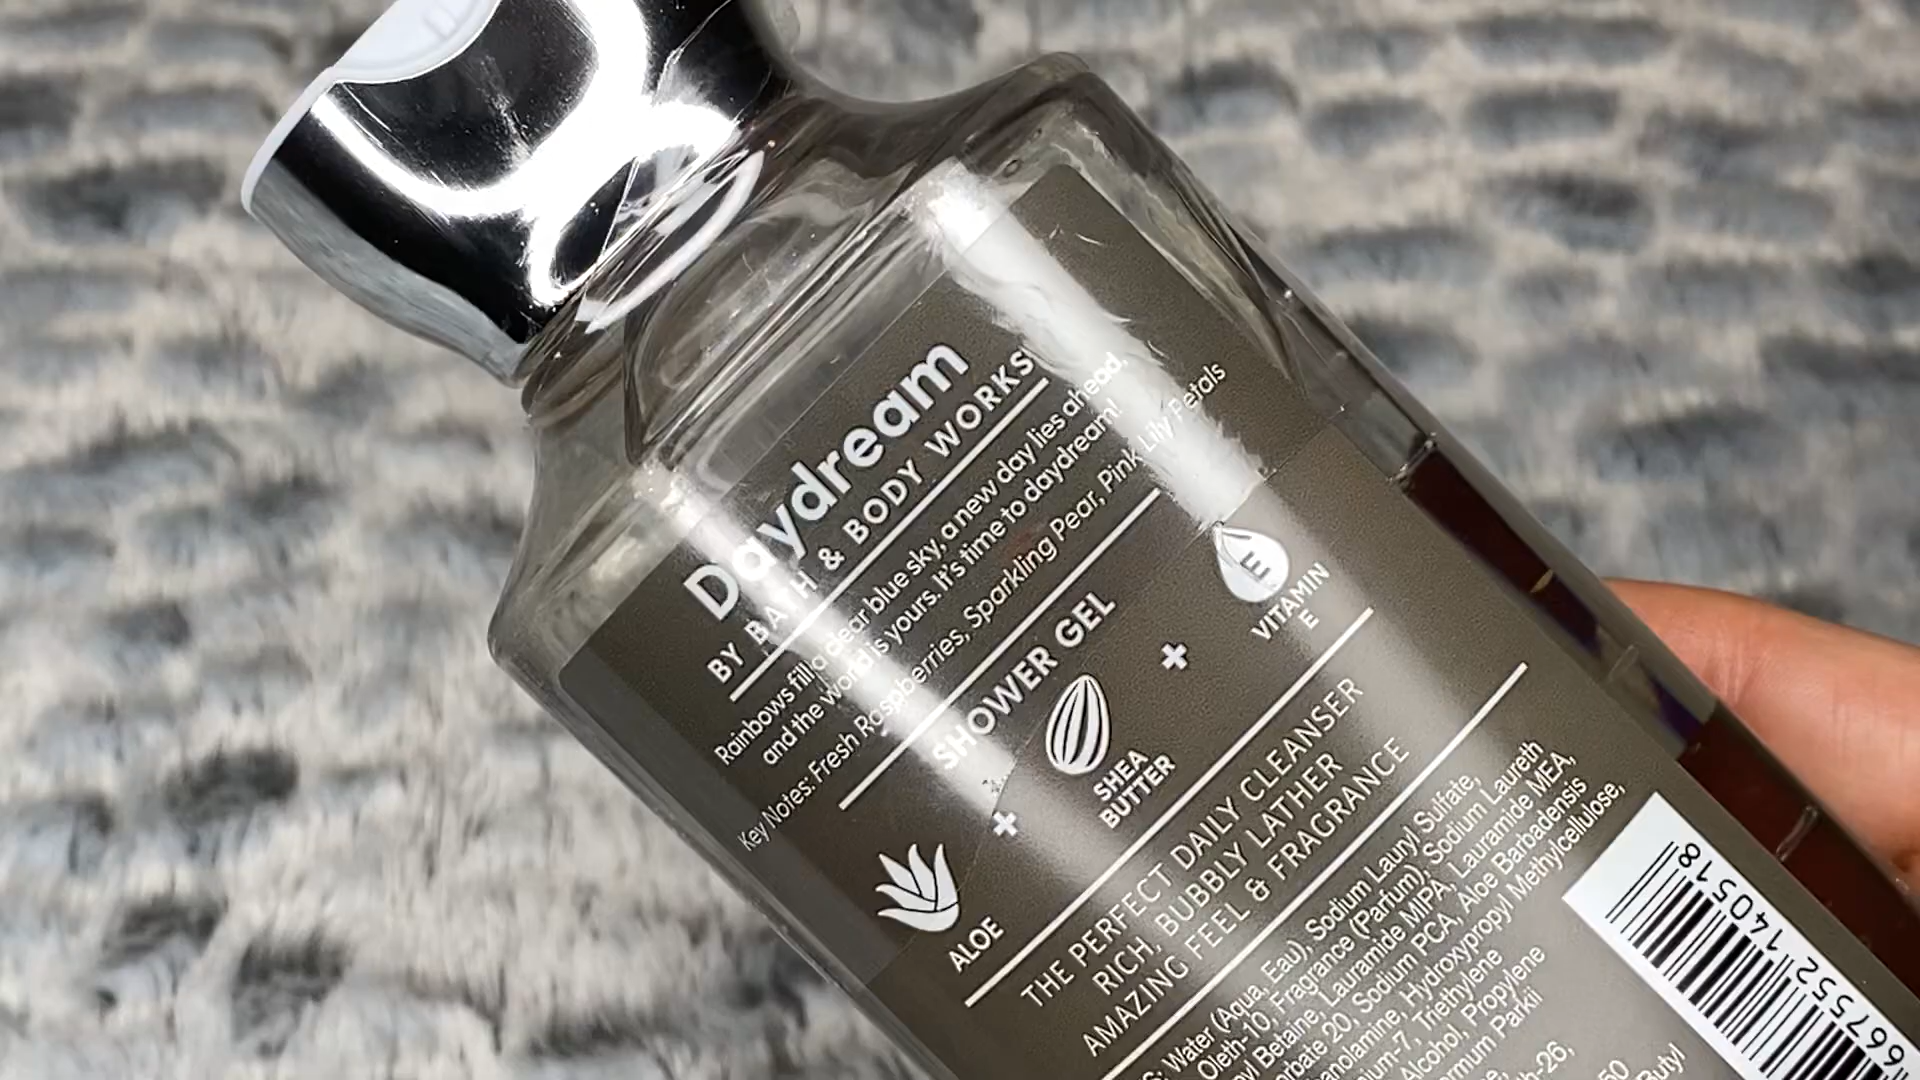 Daydream
BY BATH & BODY WORKS
Rainbows fill a clear blue sky, a new day lies ahead,
and the world is yours. It's time to daydream!
Key Notes: Fresh Raspberries, Sparkling Pear, Pink Lily Petals
SHOWER GEL
ALOE
+
SHEA
BUTTER
+
E
VITAMIN
E
THE PERFECT DAILY CLEANSER
RICH, BUBBLY LATHER
AMAZING FEEL & FRAGRANCE
Water (Aqua, Eau), Sodium Lauryl Sulfate,
Oleth-10, Fragrance (Parfum), Sodium Laureth
Betaine, Lauramide MIPA, Lauramide MEA,
20, Sodium PCA, Aloe Barbadensis
Hydroxypropyl Methylcellulose,
Triethylene
Alcohol, Propylene
Parkii
50
Butyl
667552 140518